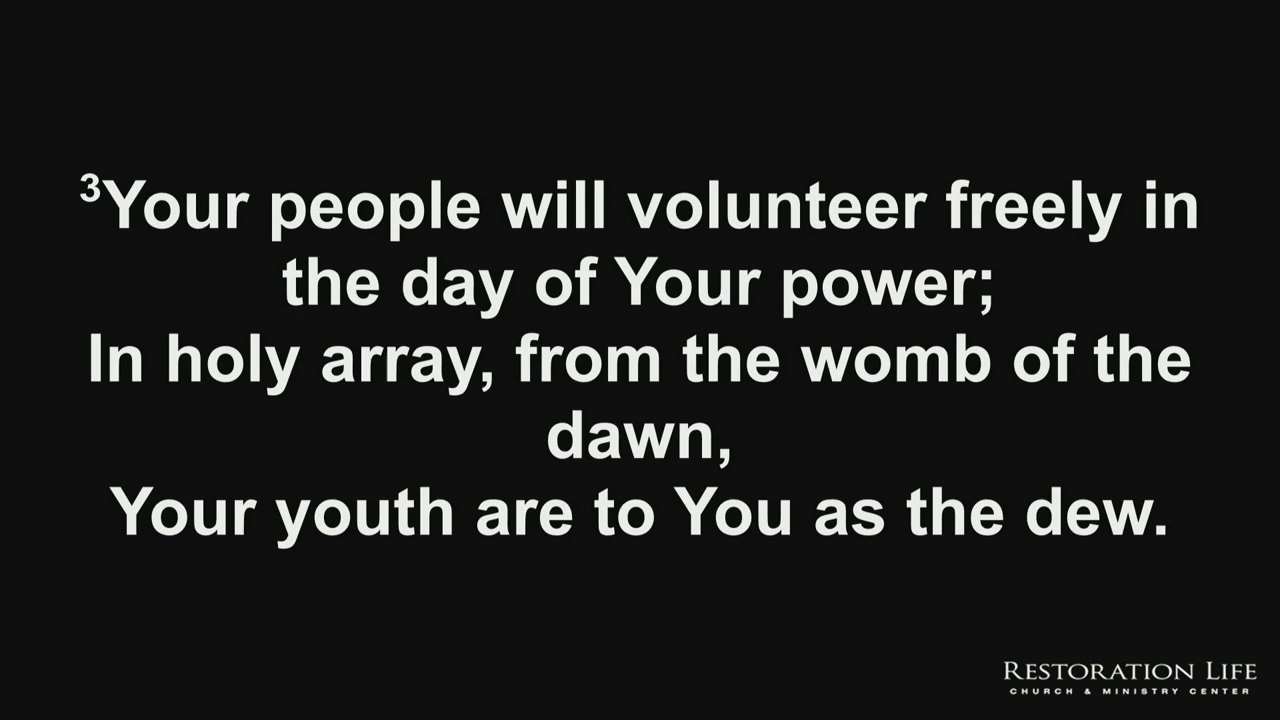 ³Your people will volunteer freely in
the day of Your power;
In holy array, from the womb of the
dawn,
Your youth are to You as the dew.
RESTORATION LIFE
CHURCH & MINISTRY CENTER